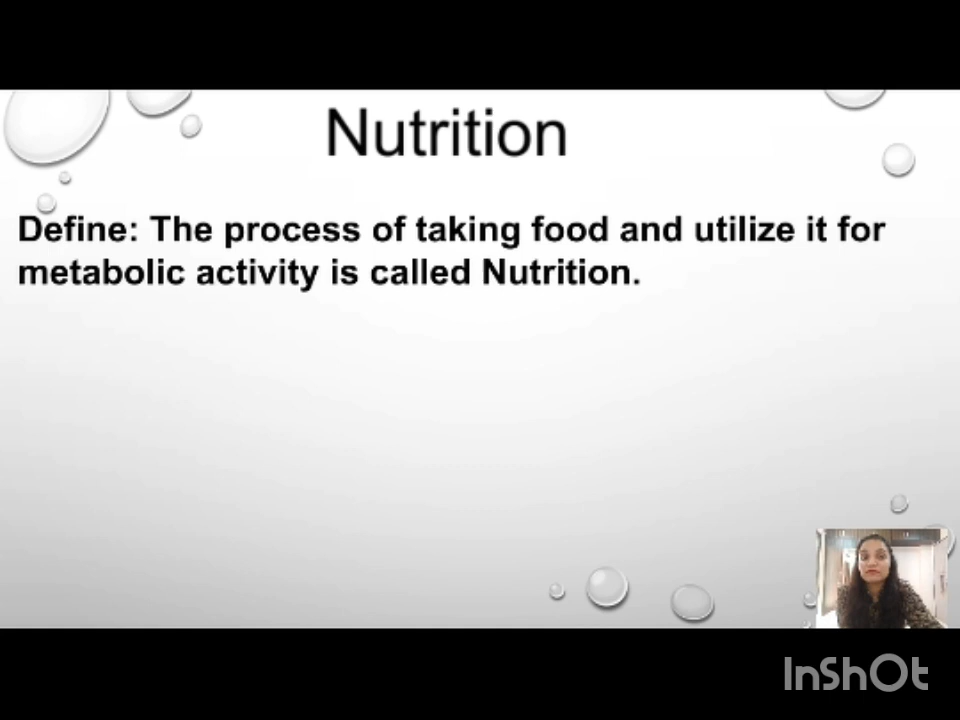 Nutrition
Define: The process of taking food and utilize it for
metabolic activity is called Nutrition.
InShOt